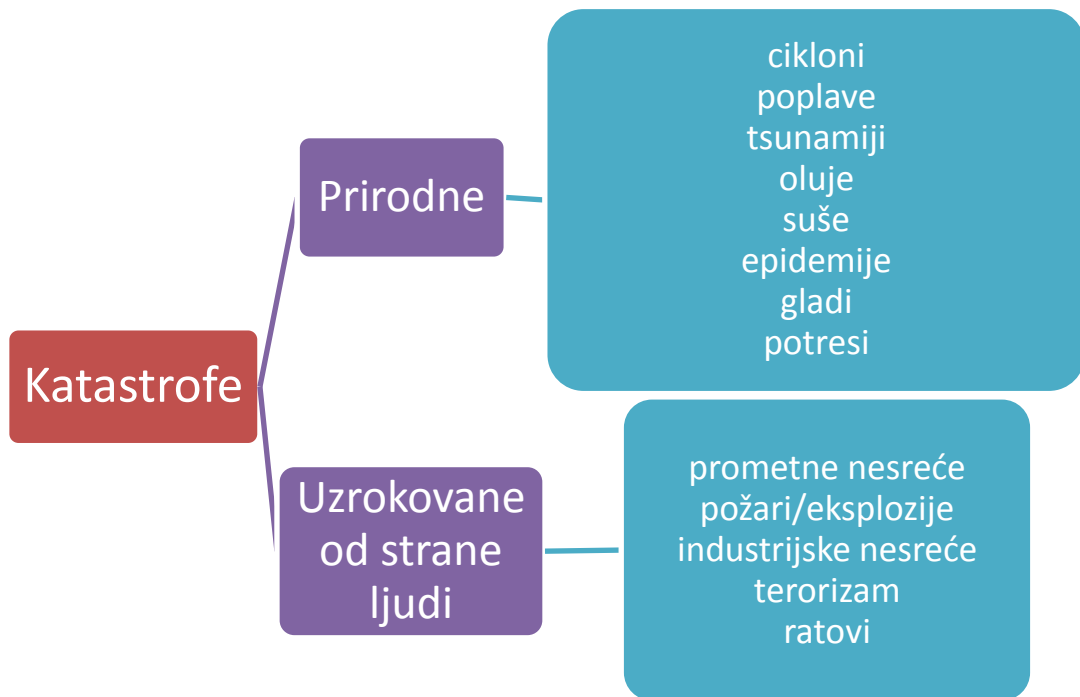 Katastrofe
Prirodne
cikloni
poplave
tsunamiji
oluje
suše
epidemije
gladi
potresi
Uzrokovane
od strane
ljudi
prometne nesreće
požari/eksplozije
industrijske nesreće
terorizam
ratovi